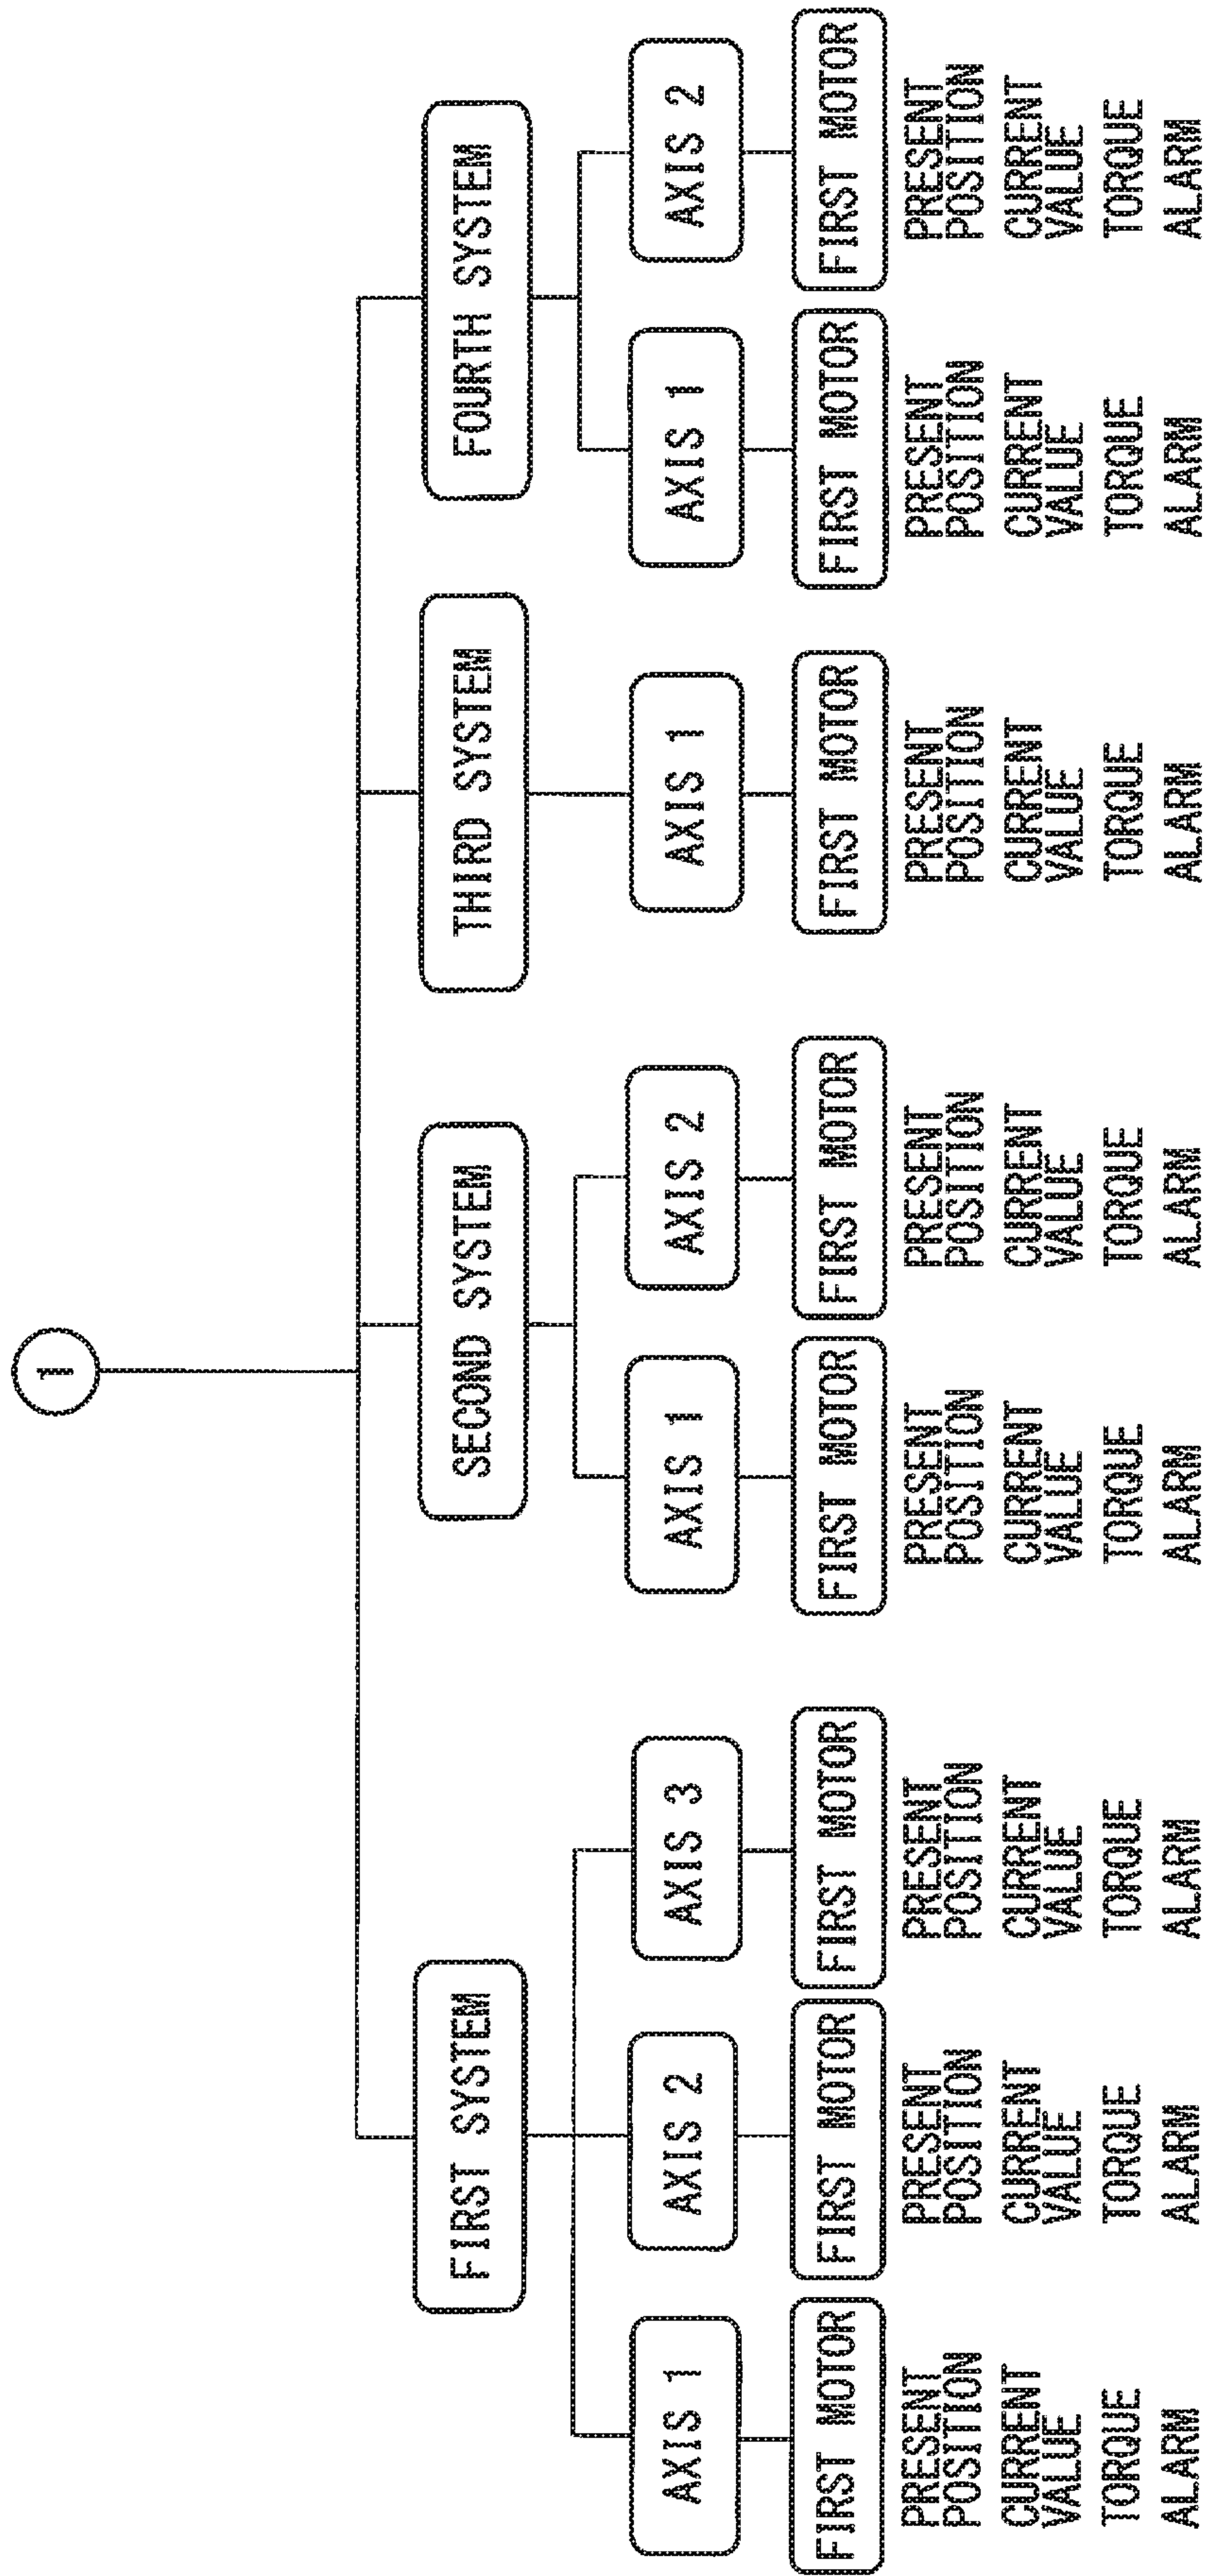 1
FIRST SYSTEM
SECOND SYSTEM
THIRD SYSTEM
FOURTH SYSTEM
AXIS 1
AXIS 2
AXIS 3
AXIS 1
AXIS 2
AXIS 1
AXIS 1
AXIS 2
FIRST MOTOR
FIRST MOTOR
FIRST MOTOR
FIRST MOTOR
FIRST MOTOR
FIRST MOTOR
FIRST MOTOR
FIRST MOTOR
PRESENT
POSITION
CURRENT
VALUE
TORQUE
ALARM
PRESENT
POSITION
CURRENT
VALUE
TORQUE
ALARM
PRESENT
POSITION
CURRENT
VALUE
TORQUE
ALARM
PRESENT
POSITION
CURRENT
VALUE
TORQUE
ALARM
PRESENT
POSITION
CURRENT
VALUE
TORQUE
ALARM
PRESENT
POSITION
CURRENT
VALUE
TORQUE
ALARM
PRESENT
POSITION
CURRENT
VALUE
TORQUE
ALARM
PRESENT
POSITION
CURRENT
VALUE
TORQUE
ALARM